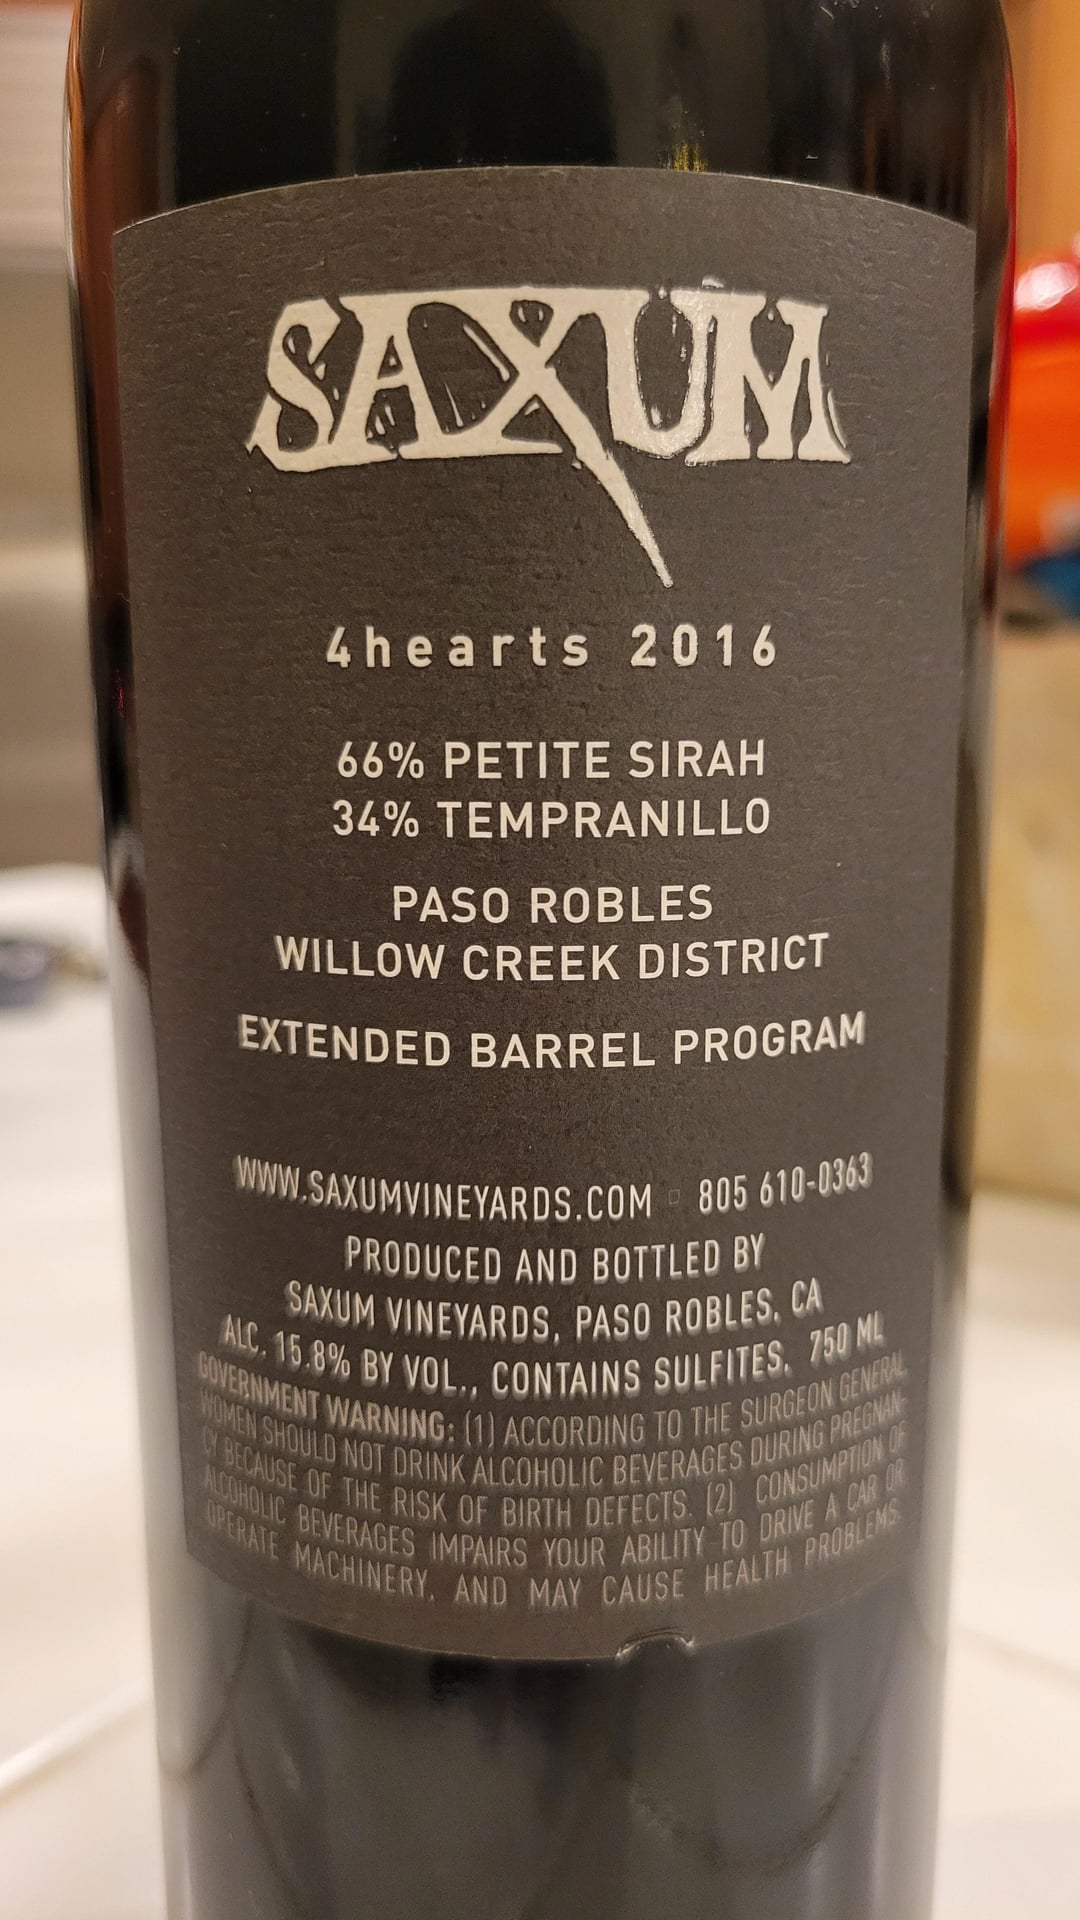 SAXUM
4hearts 2016
66% PETITE SIRAH
34% TEMPRANILLO
PASO ROBLES
WILLOW CREEK DISTRICT
EXTENDED BARREL PROGRAM
WWW.SAXUMVINEYARDS.COM ▫ 805 610-0363
PRODUCED AND BOTTLED BY
SAXUM VINEYARDS, PASO ROBLES, CA
ALC. 15.8% BY VOL., CONTAINS SULFITES, 750 ML
GOVERNMENT WARNING: (1) ACCORDING TO THE SURGEON GENERAL
WOMEN SHOULD NOT DRINK ALCOHOLIC BEVERAGES DURING PREGNAN-
CY BECAUSE OF THE RISK OF BIRTH DEFECTS. (2) CONSUMPTION OF
ALCOHOLIC BEVERAGES IMPAIRS YOUR ABILITY TO DRIVE A CAR OR
OPERATE MACHINERY, AND MAY CAUSE HEALTH PROBLEMS.